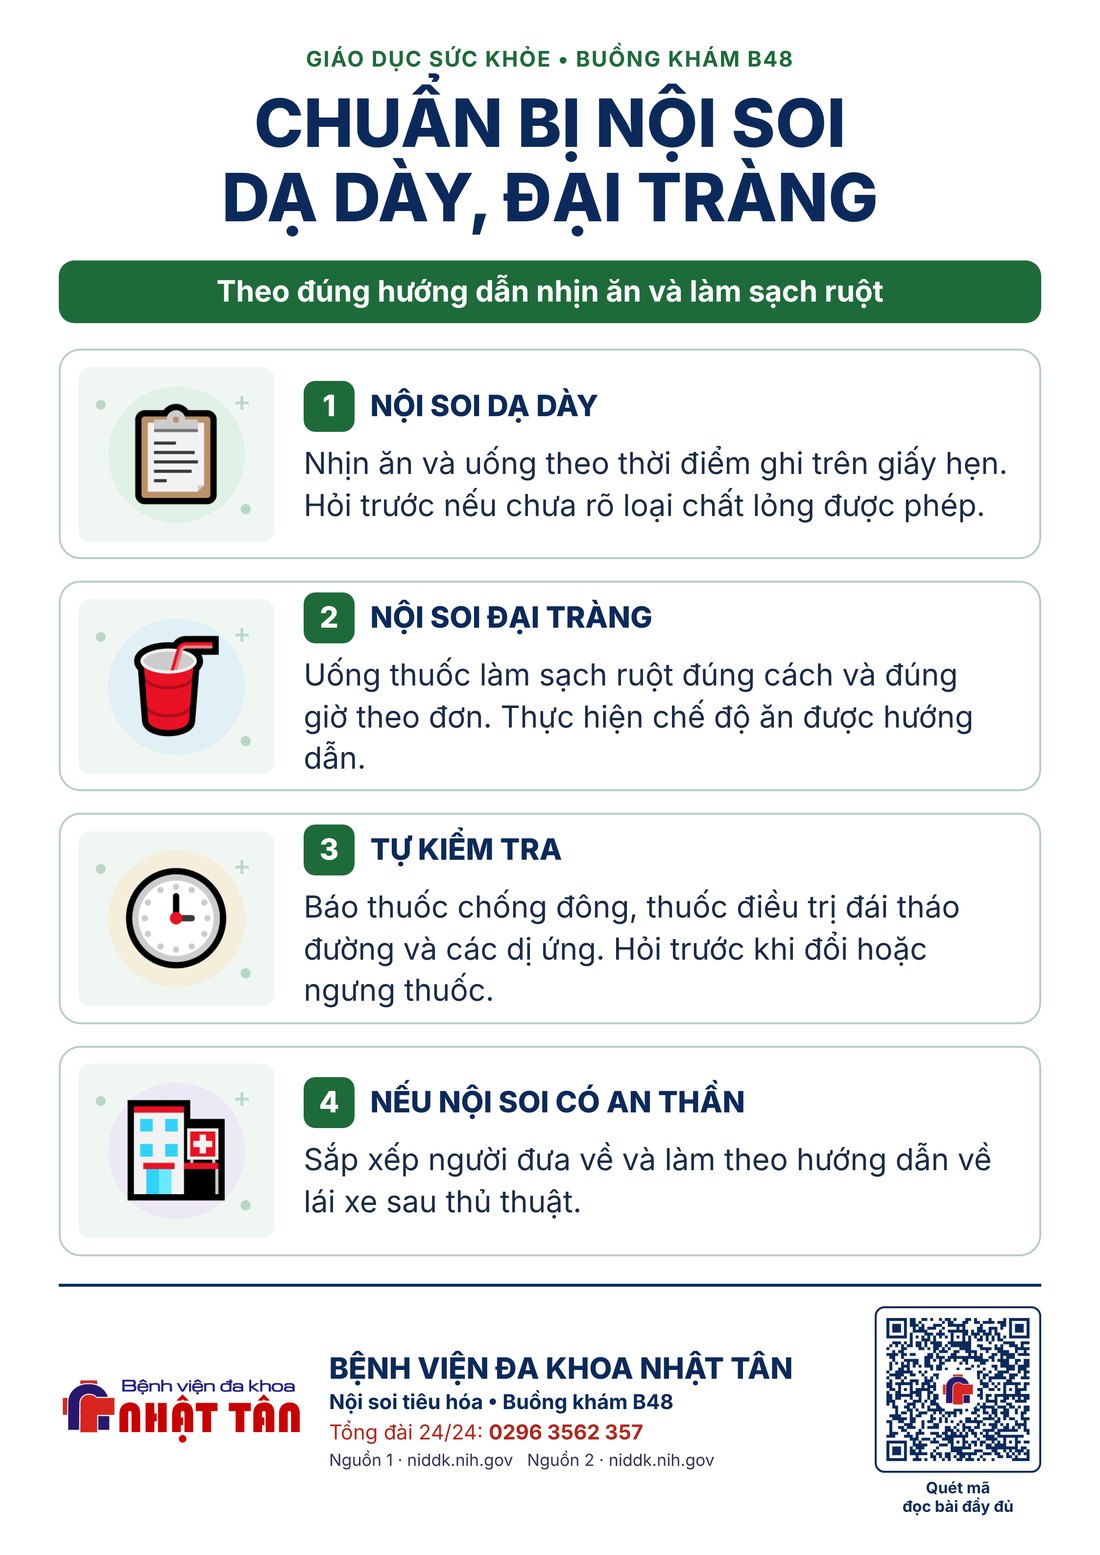 GIÁO DỤC SỨC KHỎE • BUỒNG KHÁM B48
CHUẨN BỊ NỘI SOI
DẠ DÀY, ĐẠI TRÀNG
Theo đúng hướng dẫn nhịn ăn và làm sạch ruột
1 NỘI SOI DẠ DÀY
Nhịn ăn và uống theo thời điểm ghi trên giấy hẹn.
Hỏi trước nếu chưa rõ loại chất lỏng được phép.
2 NỘI SOI ĐẠI TRÀNG
Uống thuốc làm sạch ruột đúng cách và đúng
giờ theo đơn. Thực hiện chế độ ăn được hướng
dẫn.
3 TỰ KIỂM TRA
Báo thuốc chống đông, thuốc điều trị đái tháo
đường và các dị ứng. Hỏi trước khi đổi hoặc
ngưng thuốc.
4 NẾU NỘI SOI CÓ AN THẦN
Sắp xếp người đưa về và làm theo hướng dẫn về
lái xe sau thủ thuật.
Bệnh viện đa khoa
NHẬT TÂN
BỆNH VIỆN ĐA KHOA NHẬT TÂN
Nội soi tiêu hóa • Buồng khám B48
Tổng đài 24/24: 0296 3562 357
Nguồn 1 · niddk.nih.gov Nguồn 2 · niddk.nih.gov
Quét mã
đọc bài đầy đủ